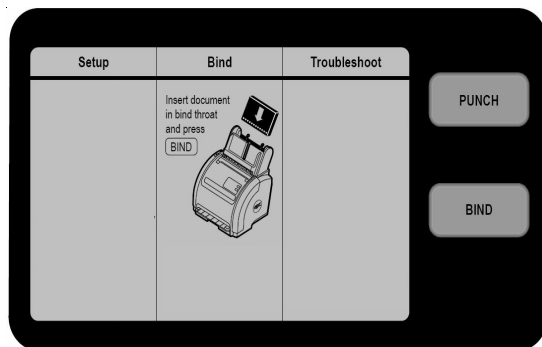 Setup
Bind
Troubleshoot
Insert document
in bind throat
and press
BIND
PUNCH
BIND